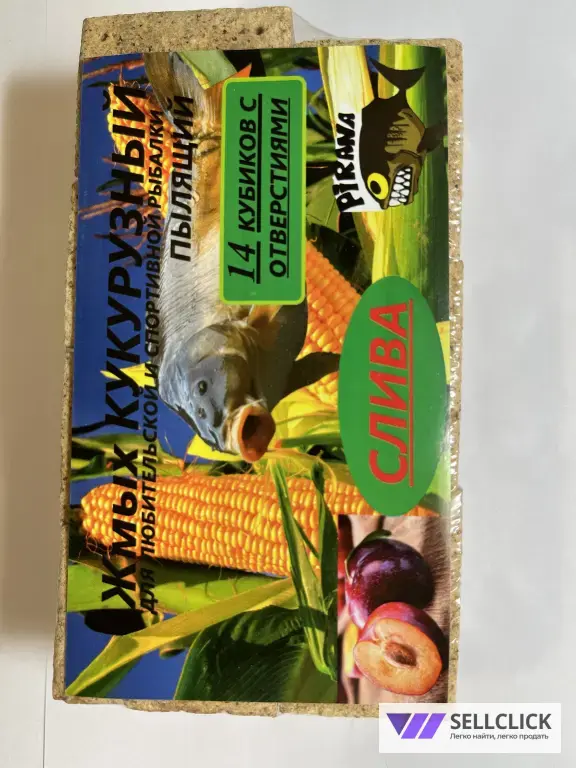 Жмых КУКУРУЗНЫЙ
ДЛЯ ЛЮБИТЕЛЬСКОЙ И СПОРТИВНОЙ РЫБАЛКИ
ПЫЛЯЩИЙ
14 КУБИКОВ С
ОТВЕРСТИЯМИ
PIRANA
СЛИВА
SELLCLICK
Легко найти, легко продать